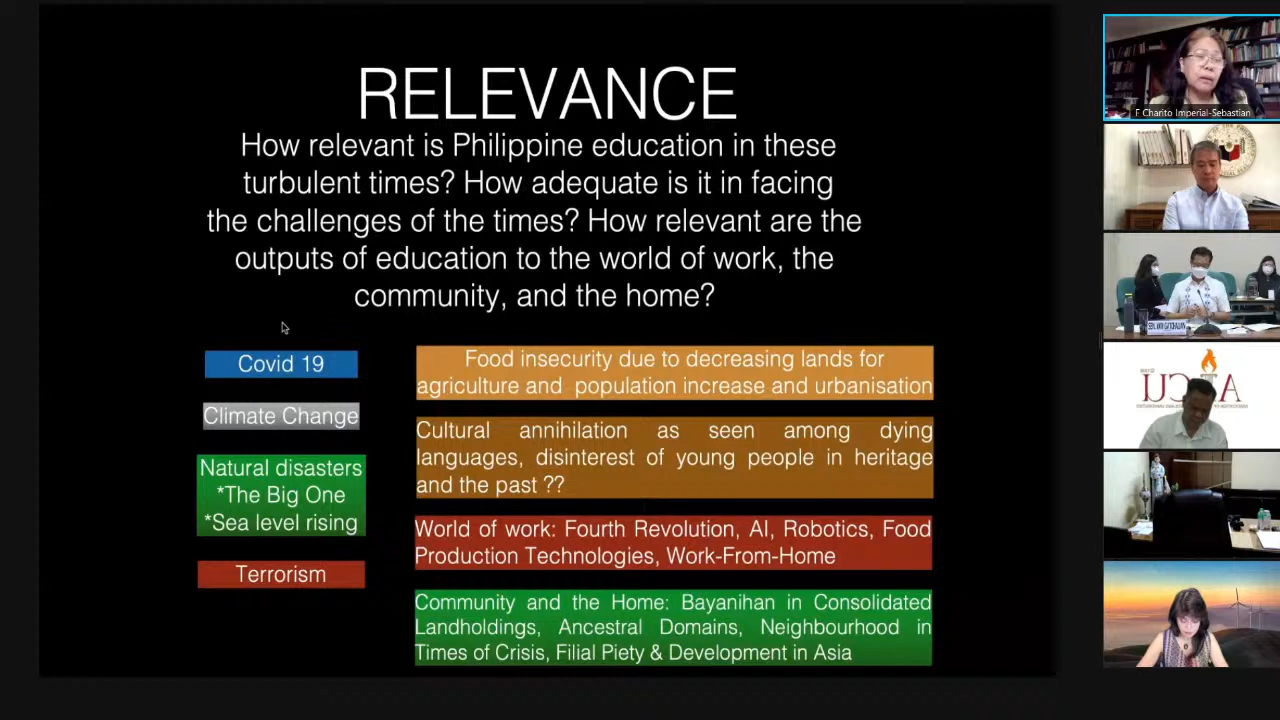 RELEVANCE
How relevant is Philippine education in these
turbulent times? How adequate is it in facing
the challenges of the times? How relevant are the
outputs of education to the world of work, the
community, and the home?
Covid 19
Climate Change
Natural disasters
*The Big One
*Sea level rising
Terrorism
Food insecurity due to decreasing lands for
agriculture and population increase and urbanisation
Cultural annihilation as seen among dying
languages, disinterest of young people in heritage
and the past ??
World of work: Fourth Revolution, AI, Robotics, Food
Production Technologies, Work-From-Home
Community and the Home: Bayanihan in Consolidated
Landholdings, Ancestral Domains, Neighbourhood in
Times of Crisis, Filial Piety & Development in Asia
F Charito Imperial-Sebastian
SEN. WIN GATCHALIAN